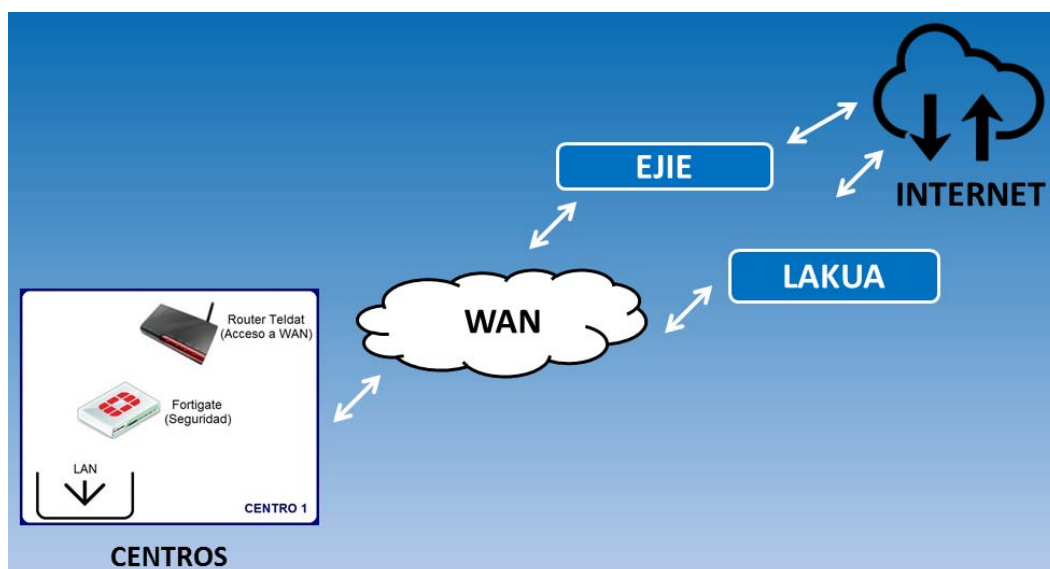 EJIE
INTERNET
LAKUA
WAN
Router Teldat
(Acceso a WAN)
Fortigate
(Seguridad)
LAN
CENTRO 1
CENTROS